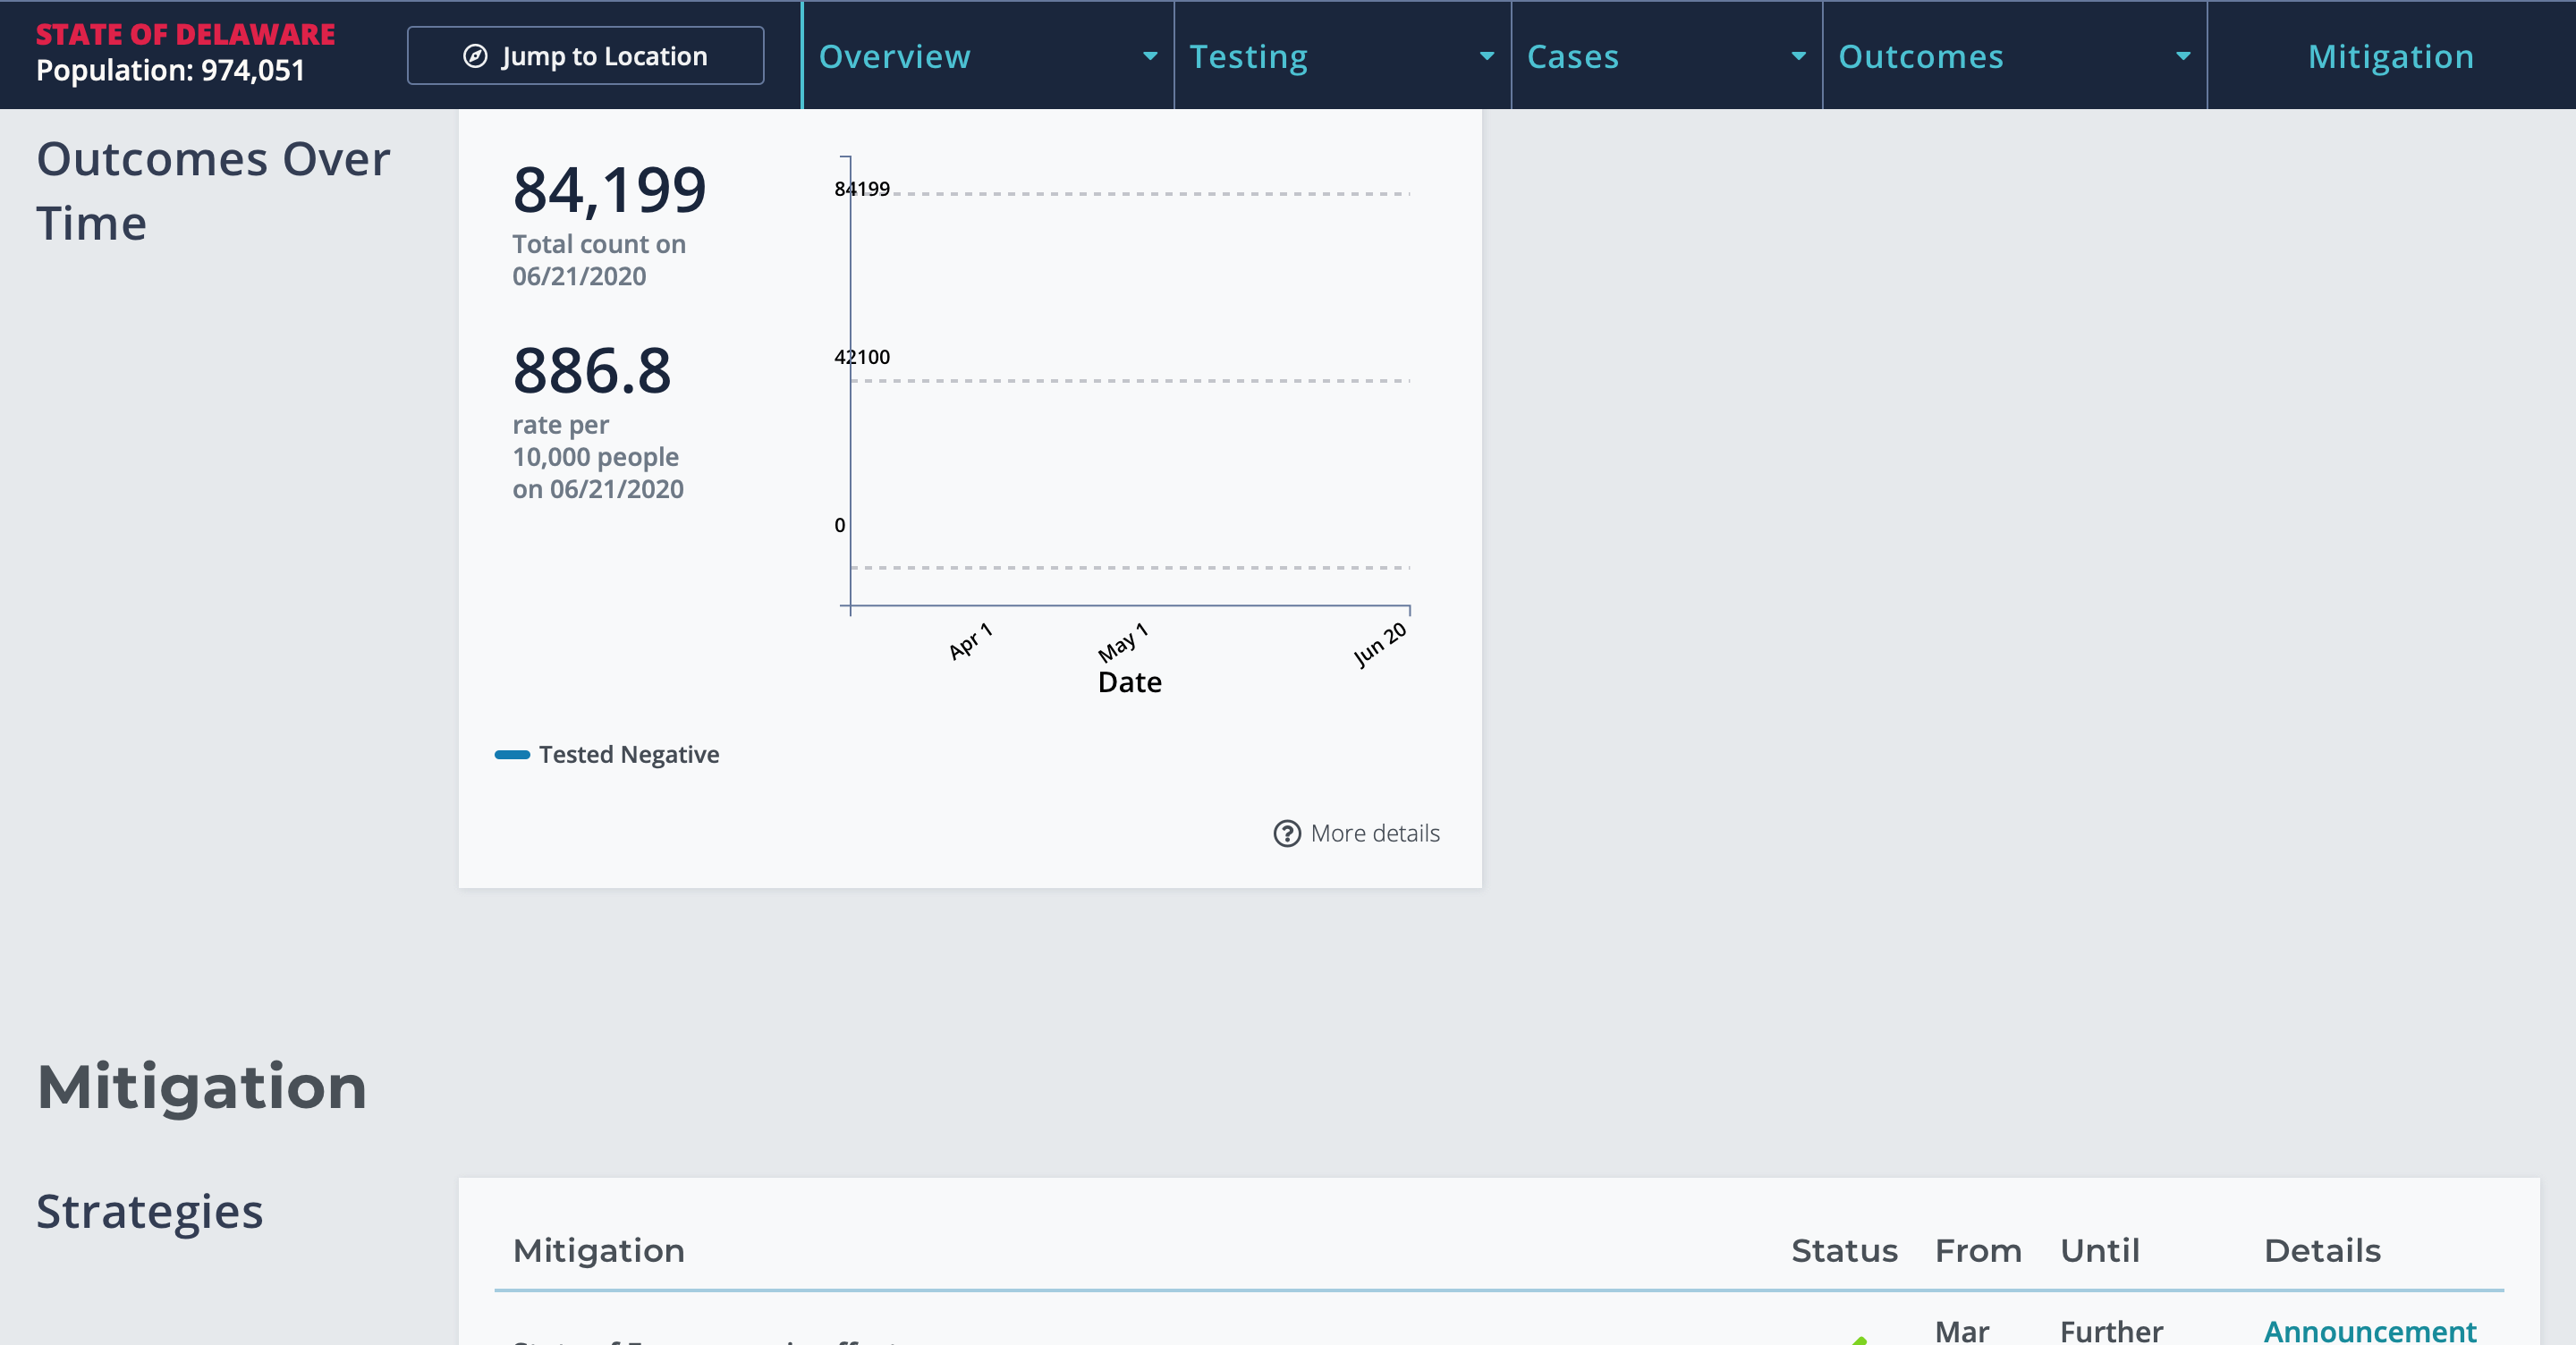 STATE OF DELAWARE
Population: 974,051
Jump to Location
Overview
Testing
Cases
Outcomes
Mitigation
Outcomes Over
Time
84,199
Total count on
06/21/2020
886.8
rate per
10,000 people
on 06/21/2020
84199
42100
0
Apr 1
May 1
Jun 20
Date
Tested Negative
More details
Mitigation
Strategies
Mitigation
Status
From
Until
Details
Mar
Further
Announcement